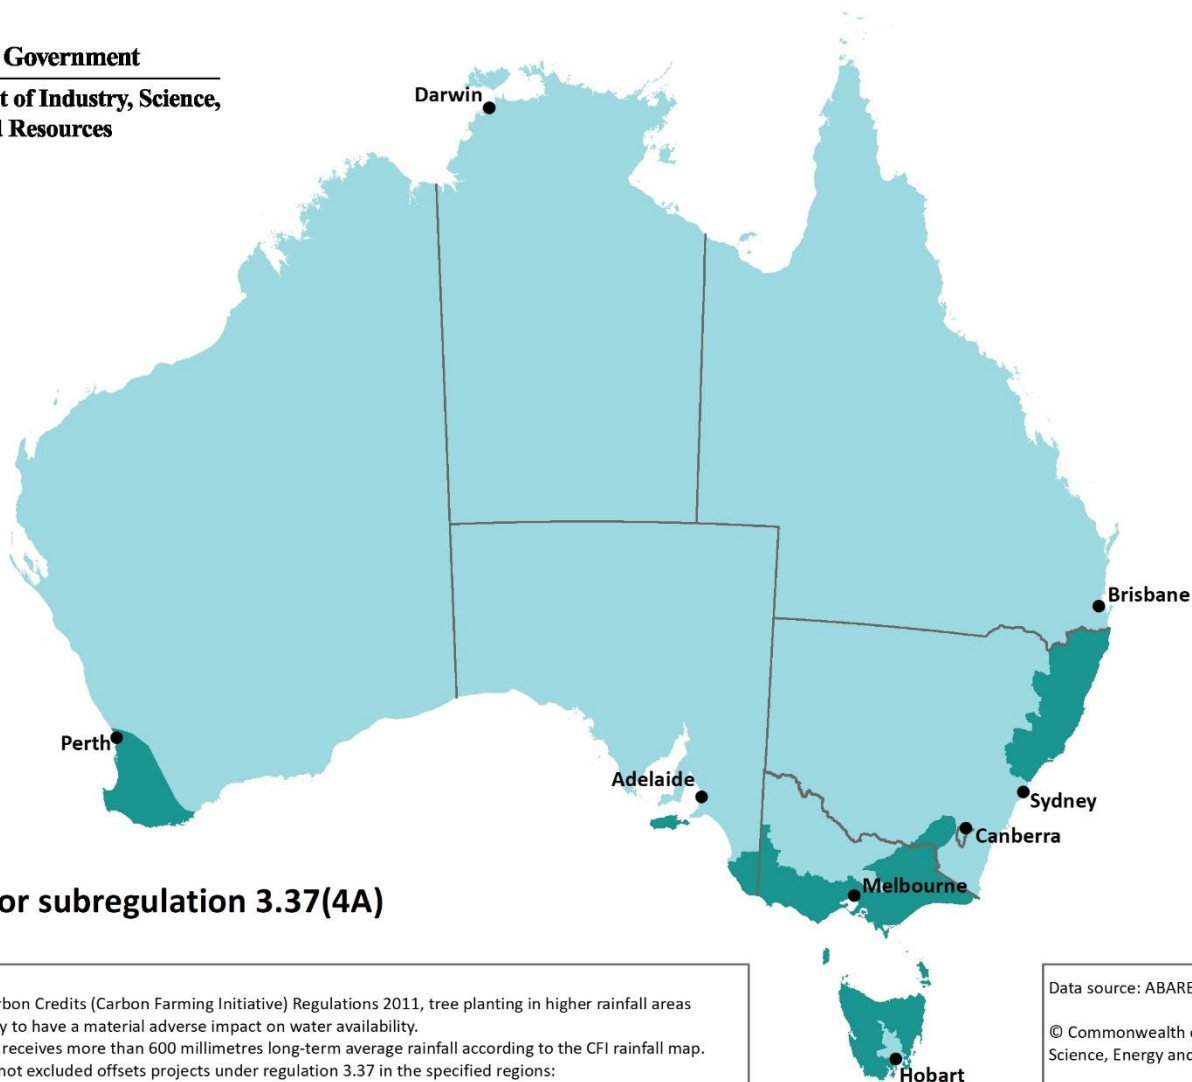 Government
t of Industry, Science,
Resources
Darwin
Brisbane
Perth
Adelaide
Sydney
Canberra
Melbourne
or subregulation 3.37(4A)
rbon Credits (Carbon Farming Initiative) Regulations 2011, tree planting in higher rainfall areas
y to have a material adverse impact on water availability.
receives more than 600 millimetres long-term average rainfall according to the CFI rainfall map.
not excluded offsets projects under regulation 3.37 in the specified regions:
Data source: ABARE
© Commonwealth o
Science, Energy and
Hobart